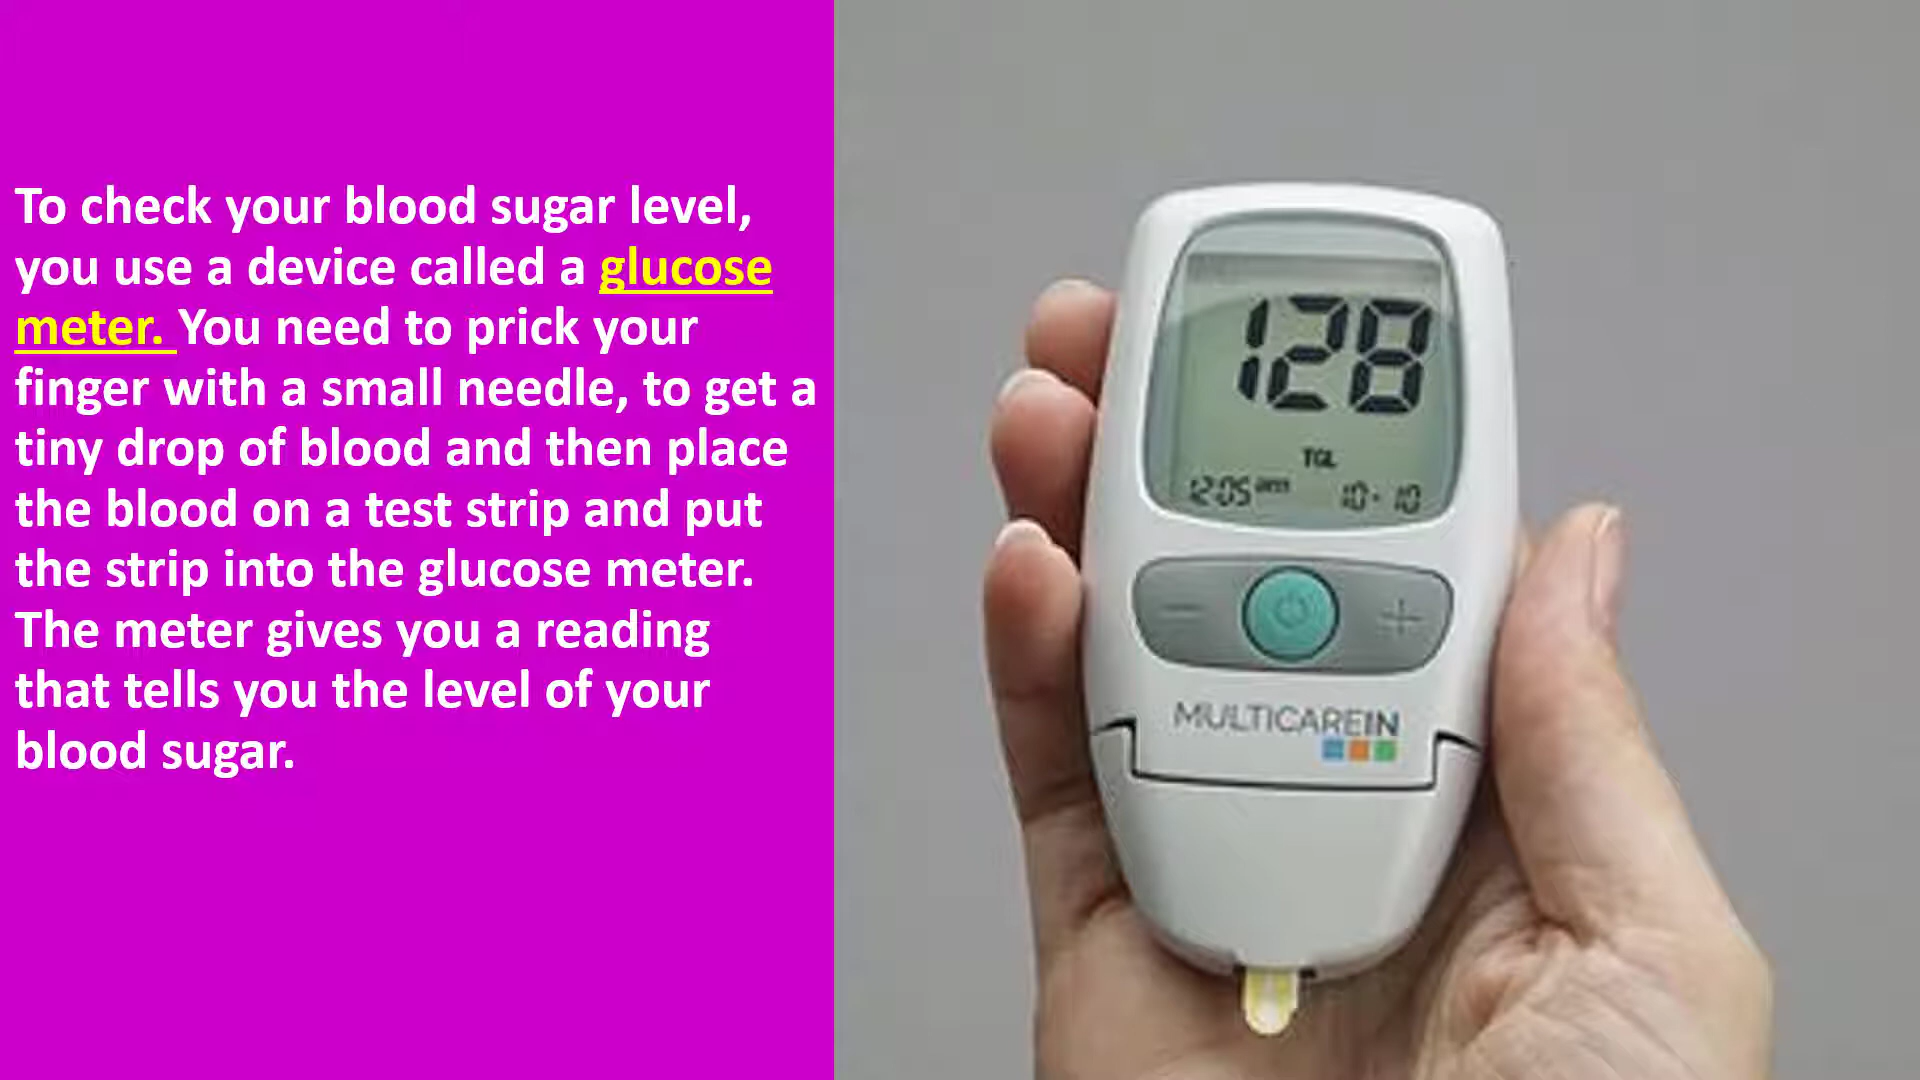 To check your blood sugar level,
you use a device called a glucose
meter. You need to prick your
finger with a small needle, to get a
tiny drop of blood and then place
the blood on a test strip and put
the strip into the glucose meter.
The meter gives you a reading
that tells you the level of your
blood sugar.
128
TGL
12:05 am 10-10
MULTICAREIN